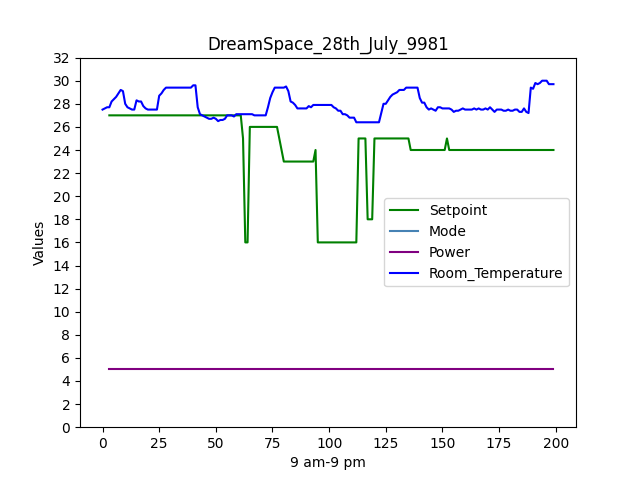 DreamSpace_28th_July_9981
32
30
28
26
24
22
20
18
16
14
12
10
8
6
4
2
0
Values
Setpoint
Mode
Power
Room_Temperature
0 25 50 75 100 125 150 175 200
9 am-9 pm